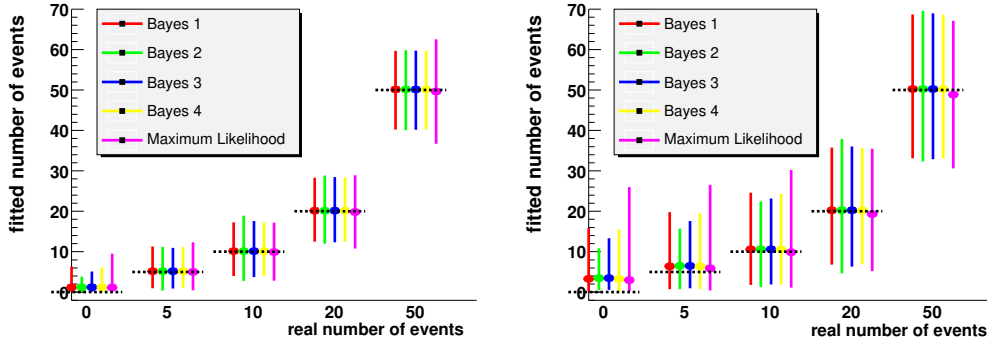 fitted number of events
70
60
50
40
30
20
10
0
Bayes 1
Bayes 2
Bayes 3
Bayes 4
Maximum Likelihood
0 5 10 20 50
real number of events
fitted number of events
70
60
50
40
30
20
10
0
Bayes 1
Bayes 2
Bayes 3
Bayes 4
Maximum Likelihood
0 5 10 20 50
real number of events